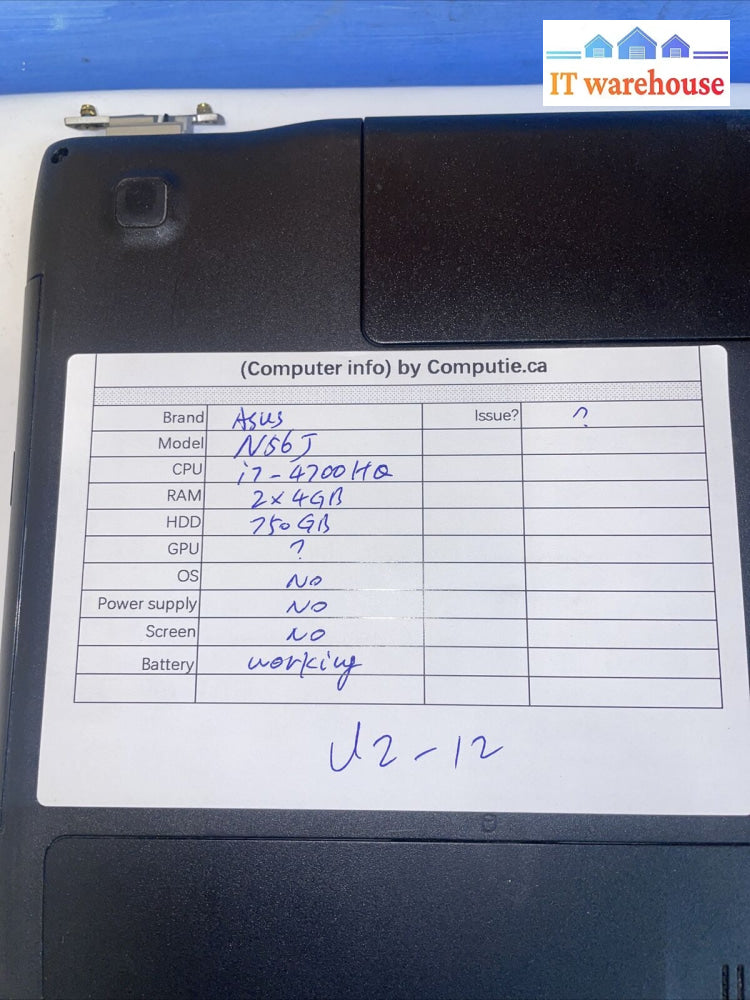 IT warehouse
(Computer info) by Computie.ca
Brand Asus Issue? ?
Model N56J
CPU i7-4700HQ
RAM 2x4GB
HDD 750GB
GPU ?
OS NO
Power supply NO
Screen NO
Battery working
U2-12